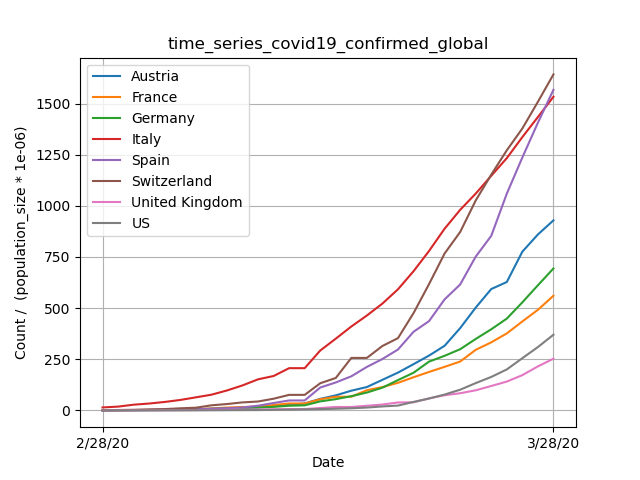 time_series_covid19_confirmed_global
Austria
France
Germany
Italy
Spain
Switzerland
United Kingdom
US
1500
1250
1000
750
500
250
0
Count /  (population_size * 1e-06)
2/28/20
3/28/20
Date